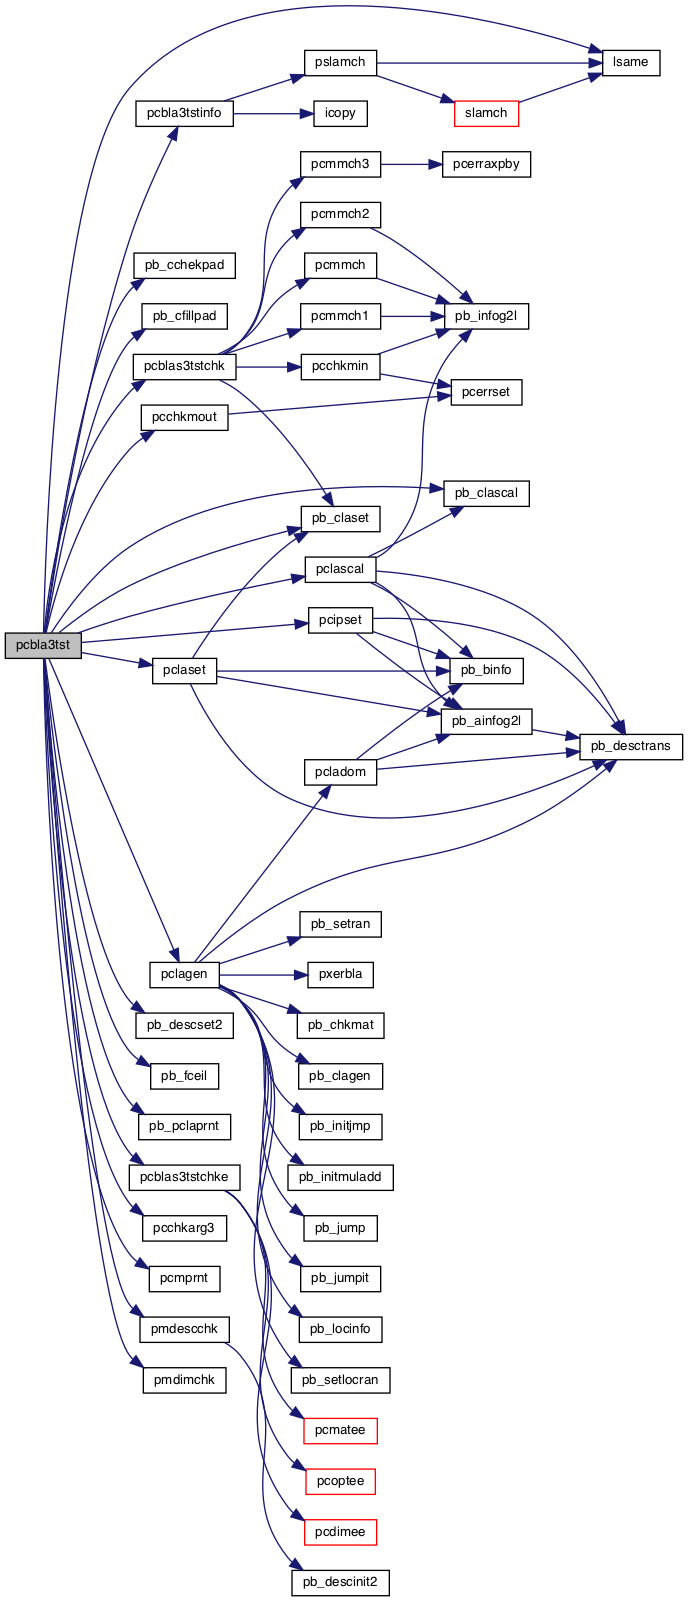 lsame
pslamch
pcbla3tstinfo
slamch
icopy
pcmmch3
pcerraxpby
pcmmch2
pb_cchekpad
pcmmch
pb_cfillpad
pcmmch1
pb_infog2l
pcblas3tstchk
pcchkmin
pcerrset
pcchkmout
pb_clascal
pb_claset
pclascal
pcipset
pcbla3tst
pclaset
pb_binfo
pb_ainfog2l
pb_desctrans
pcladom
pb_setran
pclagen
pxerbla
pb_descset2
pb_chkmat
pb_fceil
pb_clagen
pb_pclaprnt
pb_initjmp
pcblas3tstchke
pb_initmuladd
pcchkarg3
pb_jump
pcmprnt
pb_jumpit
pmdescchk
pb_locinfo
pmdimchk
pb_setlocran
pcmatee
pcoptee
pcdimee
pb_descinit2